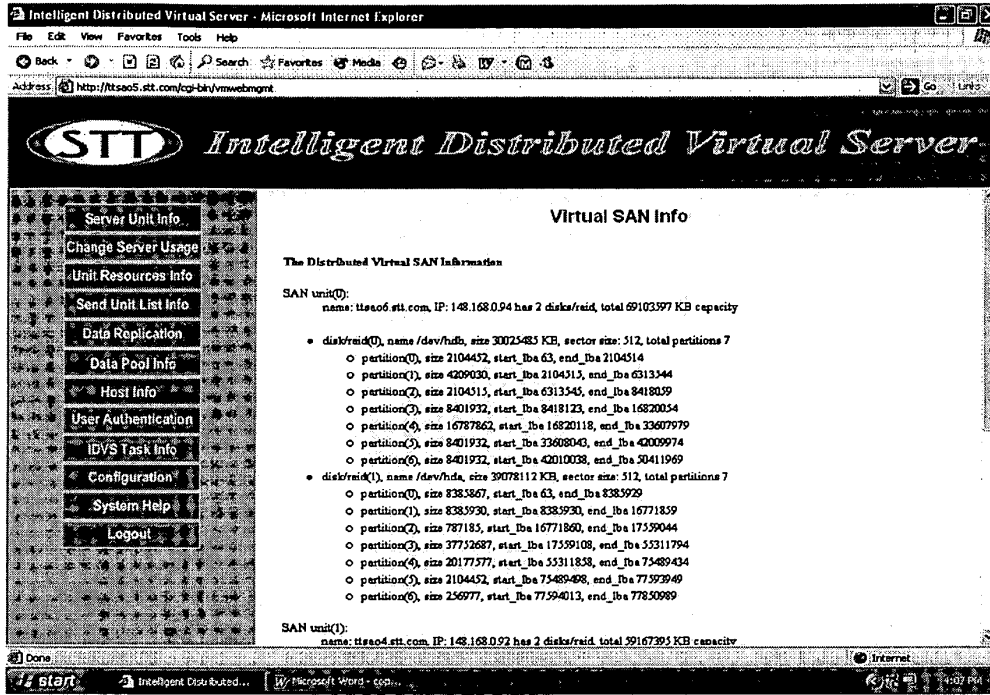 Intelligent Distributed Virtual Server - Microsoft Internet Explorer
File Edit View Favorites Tools Help
Back Search Favorites Media
Address http://ttsao5.stt.com/cgi-bin/vmwebmgmt Go Links
STT Intelligent Distributed Virtual Server
Server Unit Info
Change Server Usage
Unit Resources Info
Send Unit List Info
Data Replication
Data Pool Info
Host Info
User Authentication
IDVS Task Info
Configuration
System Help
Logout
Virtual SAN Info
The Distributed Virtual SAN Information
SAN unit(0):
name: ttsao6.stt.com, IP: 148.168.0.94 has 2 disks/raid, total 69103597 KB capacity
disk/raid(0), name /dev/hdb, size 30025485 KB, sector size: 512, total partitions 7
partition(0), size 2104452, start_lba 63, end_lba 2104514
partition(1), size 4209030, start_lba 2104515, end_lba 6313544
partition(2), size 2104515, start_lba 6313545, end_lba 8418059
partition(3), size 8401932, start_lba 8418123, end_lba 16820054
partition(4), size 16787862, start_lba 16820118, end_lba 33607979
partition(5), size 8401932, start_lba 33608043, end_lba 42009974
partition(6), size 8401932, start_lba 42010038, end_lba 50411969
disk/raid(1), name /dev/hda, size 39078112 KB, sector size: 512, total partitions 7
partition(0), size 8385867, start_lba 63, end_lba 8385929
partition(1), size 8385930, start_lba 8385930, end_lba 16771859
partition(2), size 787185, start_lba 16771860, end_lba 17559044
partition(3), size 37752687, start_lba 17559108, end_lba 55311794
partition(4), size 20177577, start_lba 55311858, end_lba 75489434
partition(5), size 2104452, start_lba 75489498, end_lba 77593949
partition(6), size 256977, start_lba 77594013, end_lba 77850989
SAN unit(1):
name: ttsao4.stt.com, IP: 148.168.0.92 has 2 disks/raid, total 59167395 KB capacity
Done Internet
start Intelligent Distributed... Microsoft Word - cop... 4:02 PM